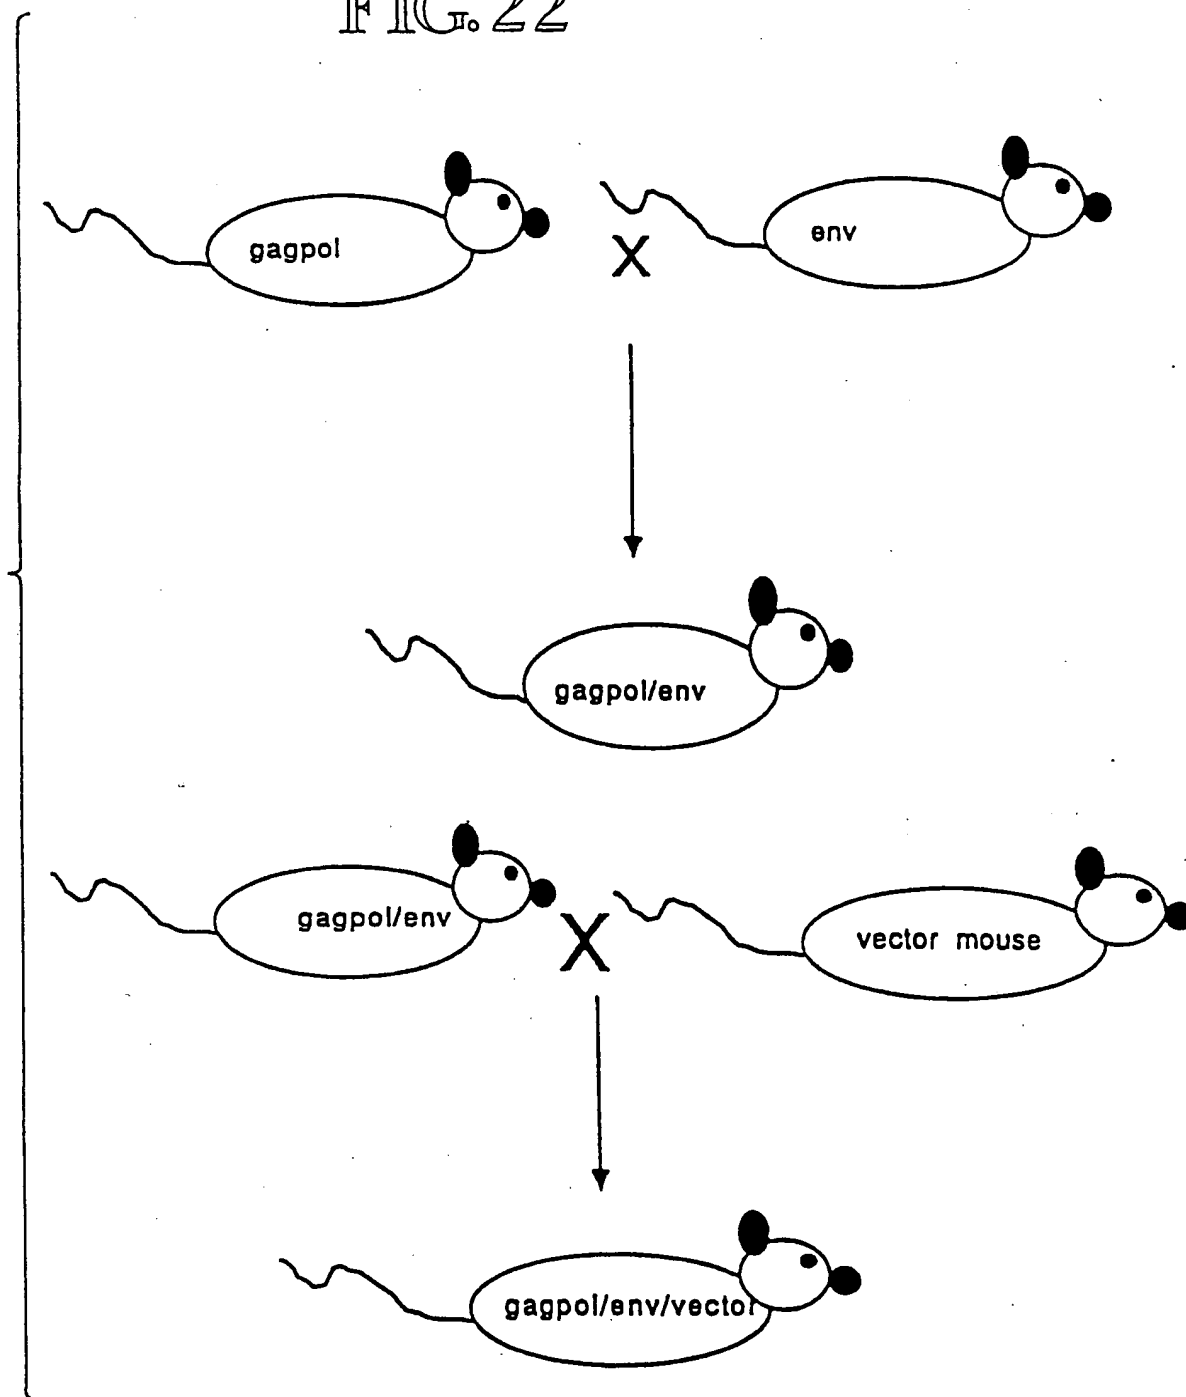 FIG. 22
gagpol
X
env
gagpol/env
gagpol/env
X
vector mouse
gagpol/env/vector